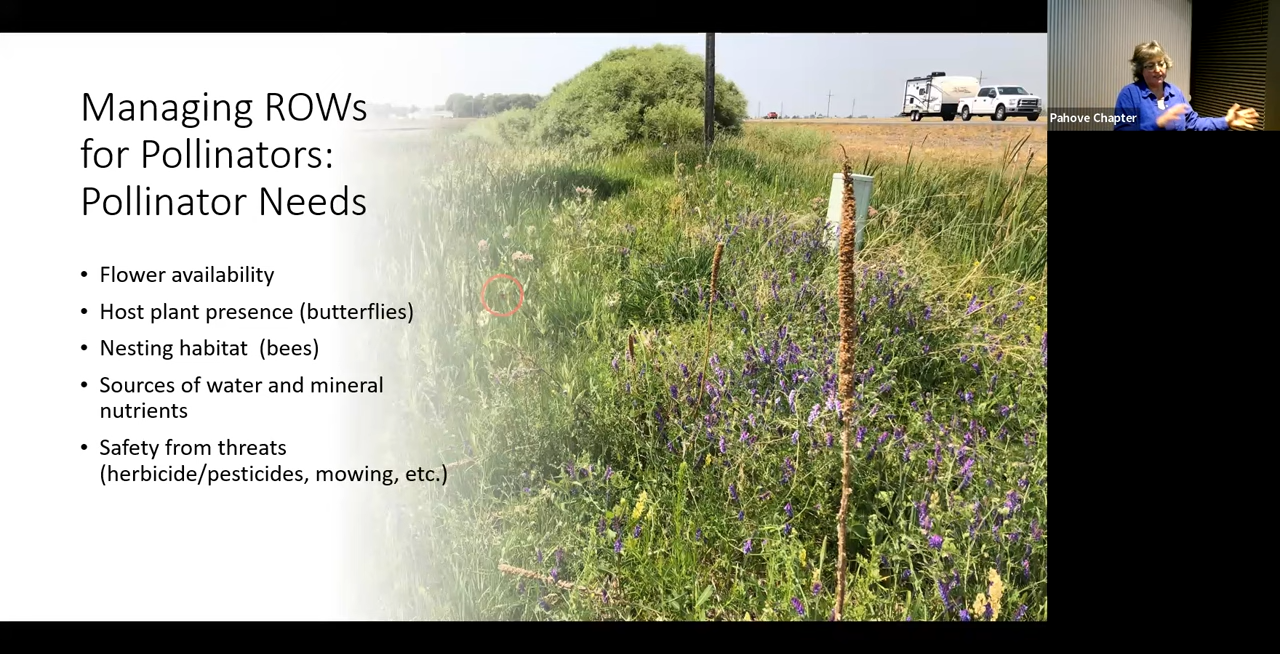 Managing ROWs
for Pollinators:
Pollinator Needs
• Flower availability
• Host plant presence (butterflies)
• Nesting habitat (bees)
• Sources of water and mineral
nutrients
• Safety from threats
(herbicide/pesticides, mowing, etc.)
Pahove Chapter